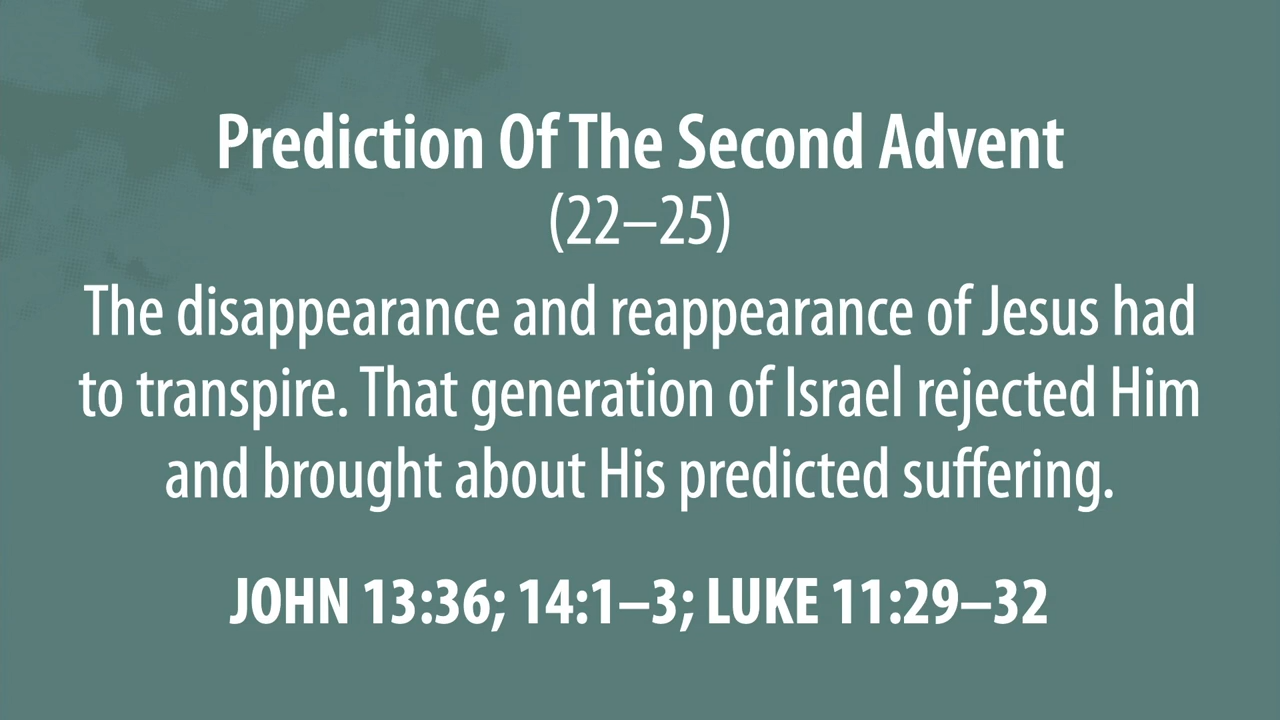 Prediction Of The Second Advent
(22–25)
The disappearance and reappearance of Jesus had
to transpire. That generation of Israel rejected Him
and brought about His predicted suffering.
JOHN 13:36; 14:1–3; LUKE 11:29–32